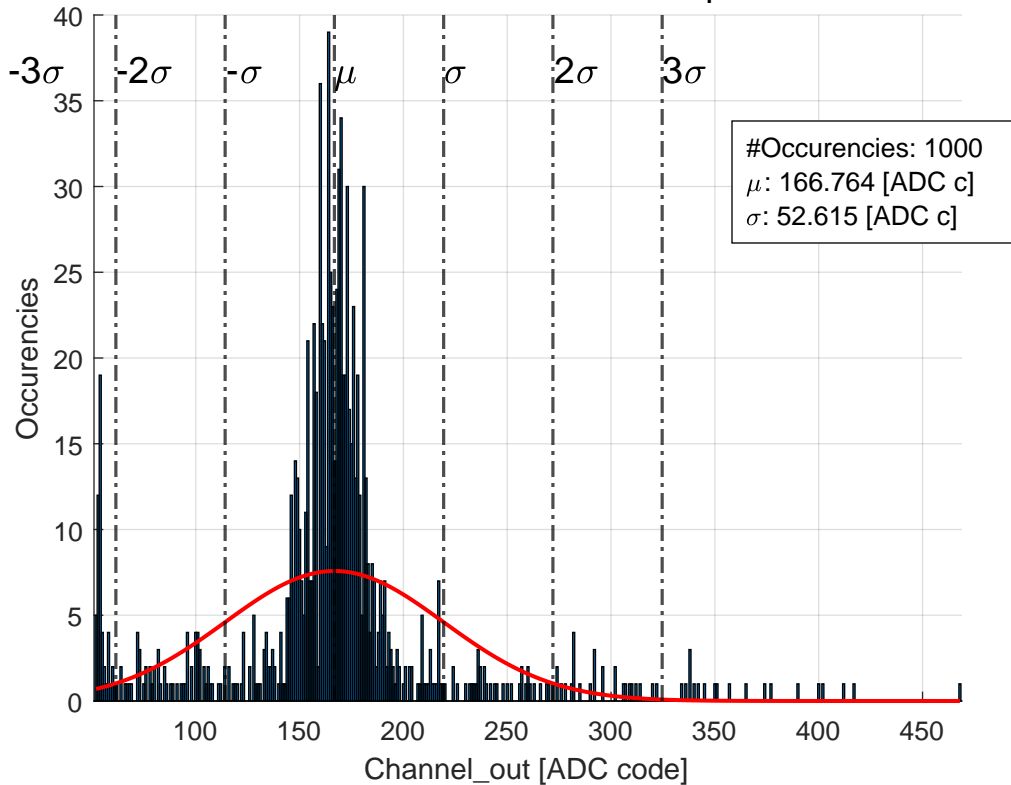 40
35
30
25
20
15
10
5
0
Occurencies
-3σ -2σ -σ μ σ 2σ 3σ
#Occurencies: 1000
μ: 166.764 [ADC c]
σ: 52.615 [ADC c]
100 150 200 250 300 350 400 450
Channel_out [ADC code]